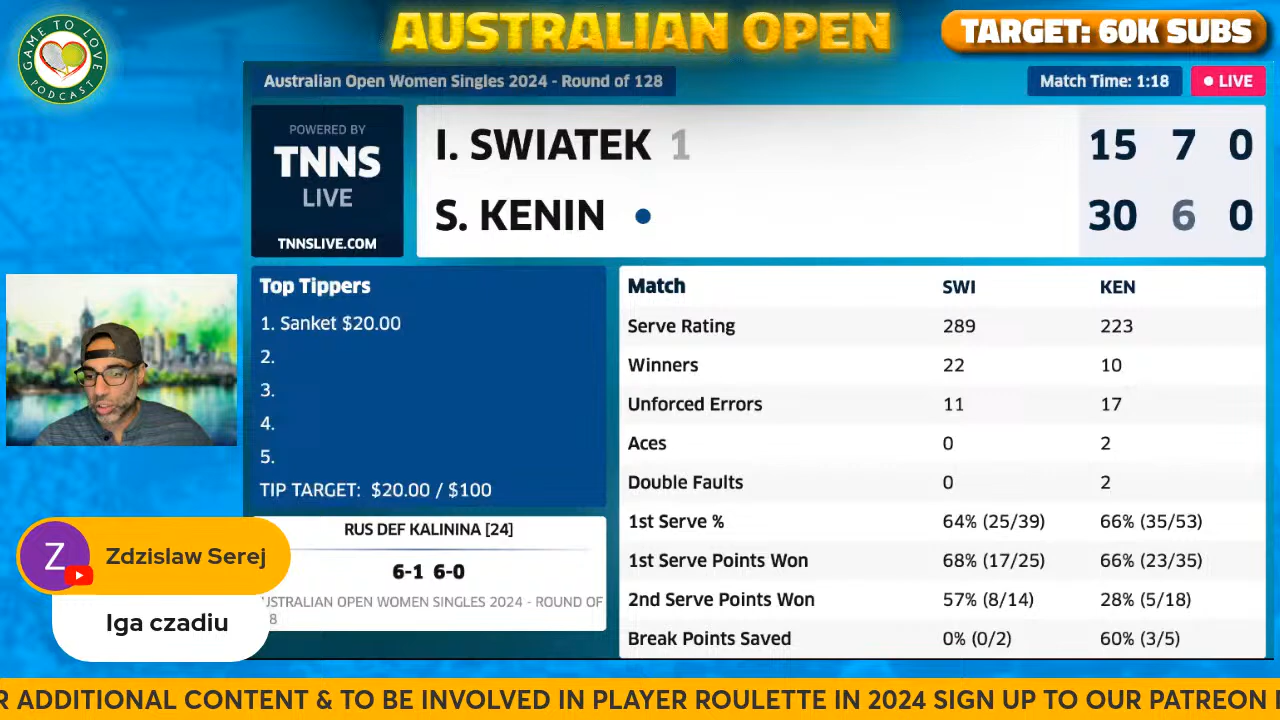 GAME TO LOVE
PODCAST
AUSTRALIAN OPEN
TARGET: 60K SUBS
Australian Open Women Singles 2024 - Round of 128
Match Time: 1:18
LIVE
POWERED BY
TNNS
LIVE
TNNSLIVE.COM
I. SWIATEK 1 15 7 0
S. KENIN 30 6 0
Top Tippers
1. Sanket $20.00
2.
3.
4.
5.
TIP TARGET: $20.00 / $100
RUS DEF KALININA [24]
6-1 6-0
USTRALIAN OPEN WOMEN SINGLES 2024 - ROUND OF
8
Match SWI KEN
Serve Rating 289 223
Winners 22 10
Unforced Errors 11 17
Aces 0 2
Double Faults 0 2
1st Serve % 64% (25/39) 66% (35/53)
1st Serve Points Won 68% (17/25) 66% (23/35)
2nd Serve Points Won 57% (8/14) 28% (5/18)
Break Points Saved 0% (0/2) 60% (3/5)
Z
Zdzislaw Serej
Iga czadiu
R ADDITIONAL CONTENT & TO BE INVOLVED IN PLAYER ROULETTE IN 2024 SIGN UP TO OUR PATREON